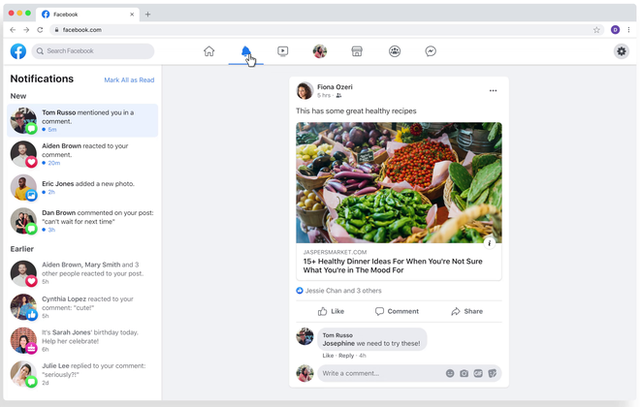 Facebook
facebook.com
D
Search Facebook
Notifications
Mark All as Read
New
Tom Russo mentioned you in a
comment.
5m
Aiden Brown reacted to your
comment.
20m
Eric Jones added a new photo.
2h
Dan Brown commented on your post:
"can't wait for next time"
3h
Earlier
Aiden Brown, Mary Smith and 3
other people reacted to your post.
5h
Cynthia Lopez reacted to your
comment: "cute!"
5h
It's Sarah Jones' birthday today.
Help her celebrate!
6h
Julie Lee replied to your comment:
"seriously?!"
2d
Fiona Ozeri
5 hrs ·
This has some great healthy recipes
i
JASPERSMARKET.COM
15+ Healthy Dinner Ideas For When You're Not Sure
What You're in The Mood For
Jessie Chan and 3 ethers
Like
Comment
Share
Tom Russo
Josephine we need to try these!
Like · Reply · 4h
Write a comment...
GIF